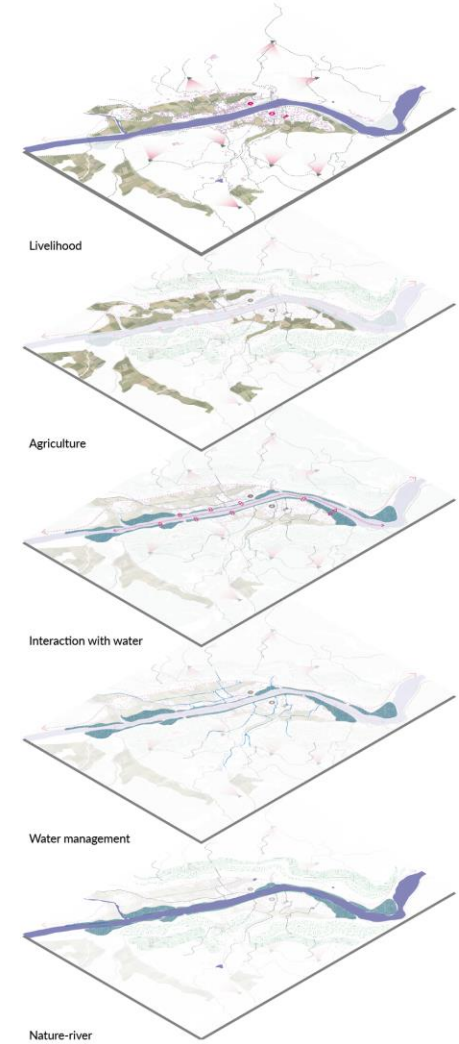 Livelihood
Agriculture
Interaction with water
Water management
Nature-river